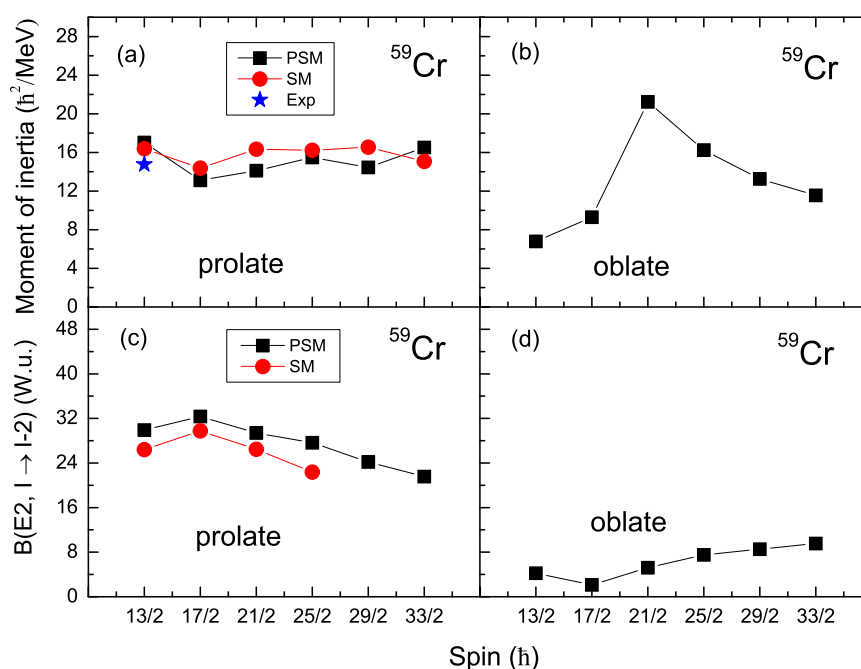 Moment of inertia (ħ²/MeV)
28
24
20
16
12
8
4
0
(a)
PSM
SM
Exp
⁵⁹Cr
prolate
(b)
⁵⁹Cr
oblate
B(E2, I → I-2) (W.u.)
48
40
32
24
16
8
0
(c)
PSM
SM
⁵⁹Cr
prolate
(d)
⁵⁹Cr
oblate
13/2 17/2 21/2 25/2 29/2 33/2
13/2 17/2 21/2 25/2 29/2 33/2
Spin (ħ)